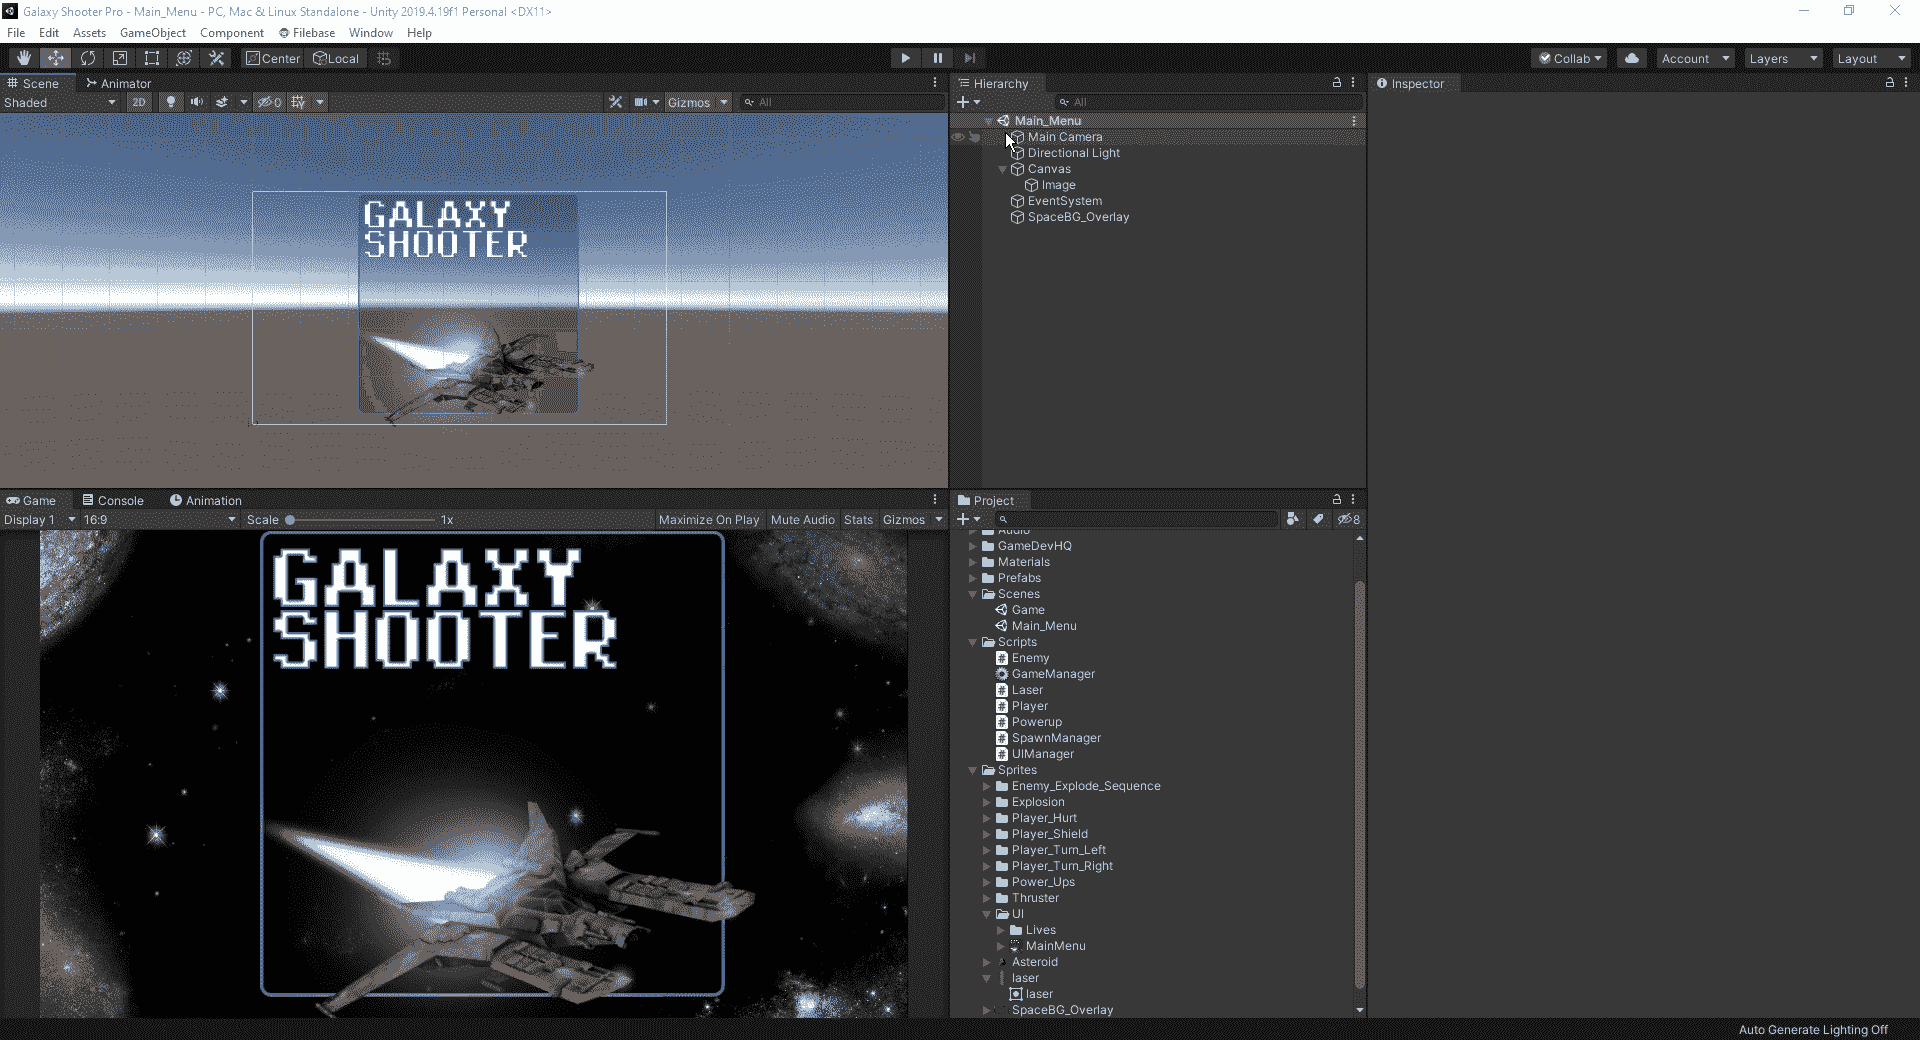 Galaxy Shooter Pro - Main_Menu - PC, Mac & Linux Standalone - Unity 2019.4.19f1 Personal <DX11>
File Edit Assets GameObject Component Filebase Window Help
Center Local Collab Account Layers Layout
Scene Animator
Shaded 2D 0 Gizmos All
GALAXY
SHOOTER
Hierarchy
All
Main_Menu
Main Camera
Directional Light
Canvas
Image
EventSystem
SpaceBG_Overlay
Inspector
Game Console Animation
Display 1 16:9 Scale 1x Maximize On Play Mute Audio Stats Gizmos
GALAXY
SHOOTER
Project
8
Audio
GameDevHQ
Materials
Prefabs
Scenes
Game
Main_Menu
Scripts
Enemy
GameManager
Laser
Player
Powerup
SpawnManager
UIManager
Sprites
Enemy_Explode_Sequence
Explosion
Player_Hurt
Player_Shield
Player_Turn_Left
Player_Turn_Right
Power_Ups
Thruster
UI
Lives
MainMenu
Asteroid
laser
laser
SpaceBG_Overlay
Auto Generate Lighting Off